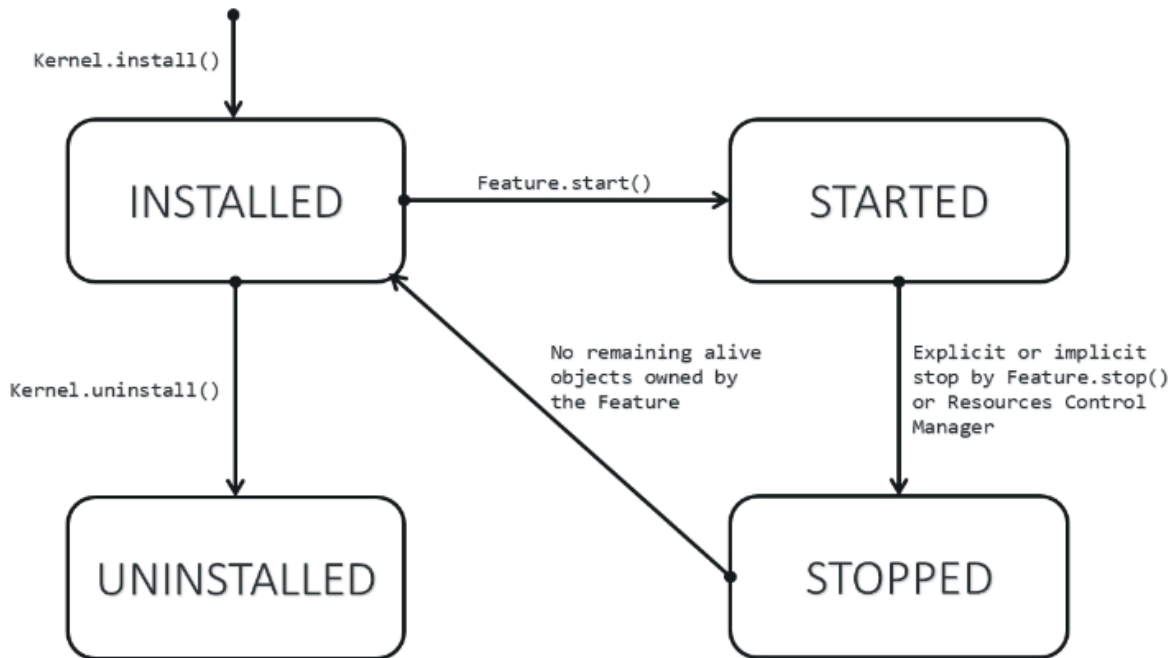 Kernel.install()
INSTALLED
Feature.start()
STARTED
Kernel.uninstall()
No remaining alive
objects owned by
the Feature
Explicit or implicit
stop by Feature.stop()
or Resources Control
Manager
UNINSTALLED
STOPPED